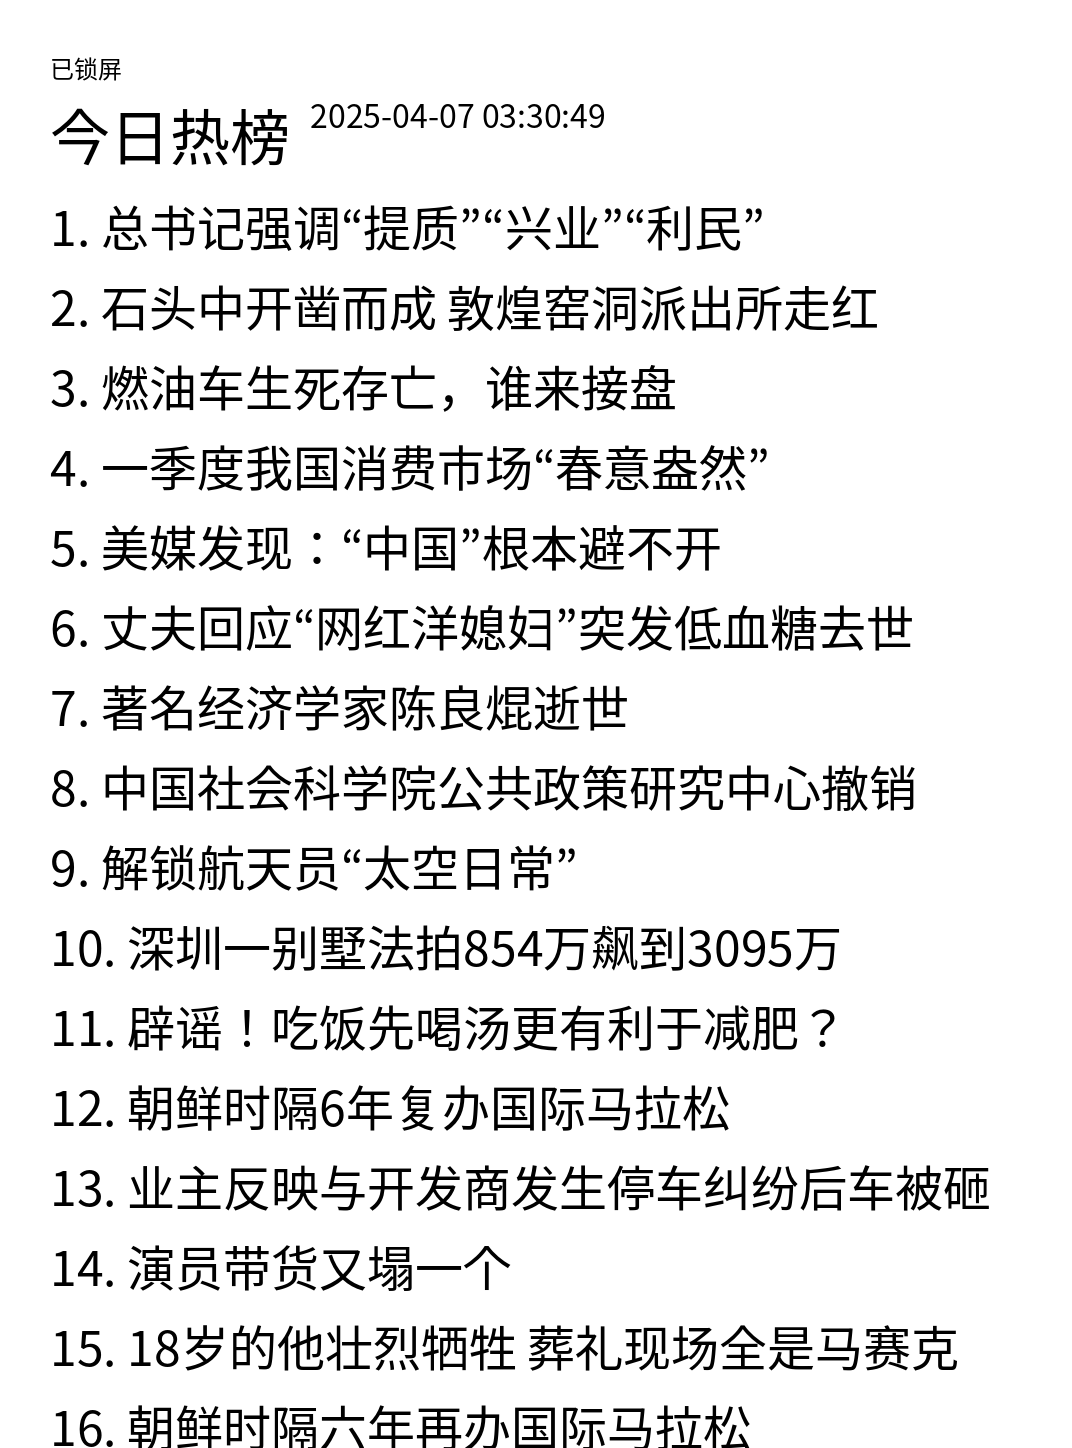 已锁屏
今日热榜 2025-04-07 03:30:49
1. 总书记强调“提质”“兴业”“利民”
2. 石头中开凿而成 敦煌窑洞派出所走红
3. 燃油车生死存亡，谁来接盘
4. 一季度我国消费市场“春意盎然”
5. 美媒发现：“中国”根本避不开
6. 丈夫回应“网红洋媳妇”突发低血糖去世
7. 著名经济学家陈良焜逝世
8. 中国社会科学院公共政策研究中心撤销
9. 解锁航天员“太空日常”
10. 深圳一别墅法拍854万飙到3095万
11. 辟谣！吃饭先喝汤更有利于减肥？
12. 朝鲜时隔6年复办国际马拉松
13. 业主反映与开发商发生停车纠纷后车被砸
14. 演员带货又塌一个
15. 18岁的他壮烈牺牲 葬礼现场全是马赛克
16. 朝鲜时隔六年再办国际马拉松